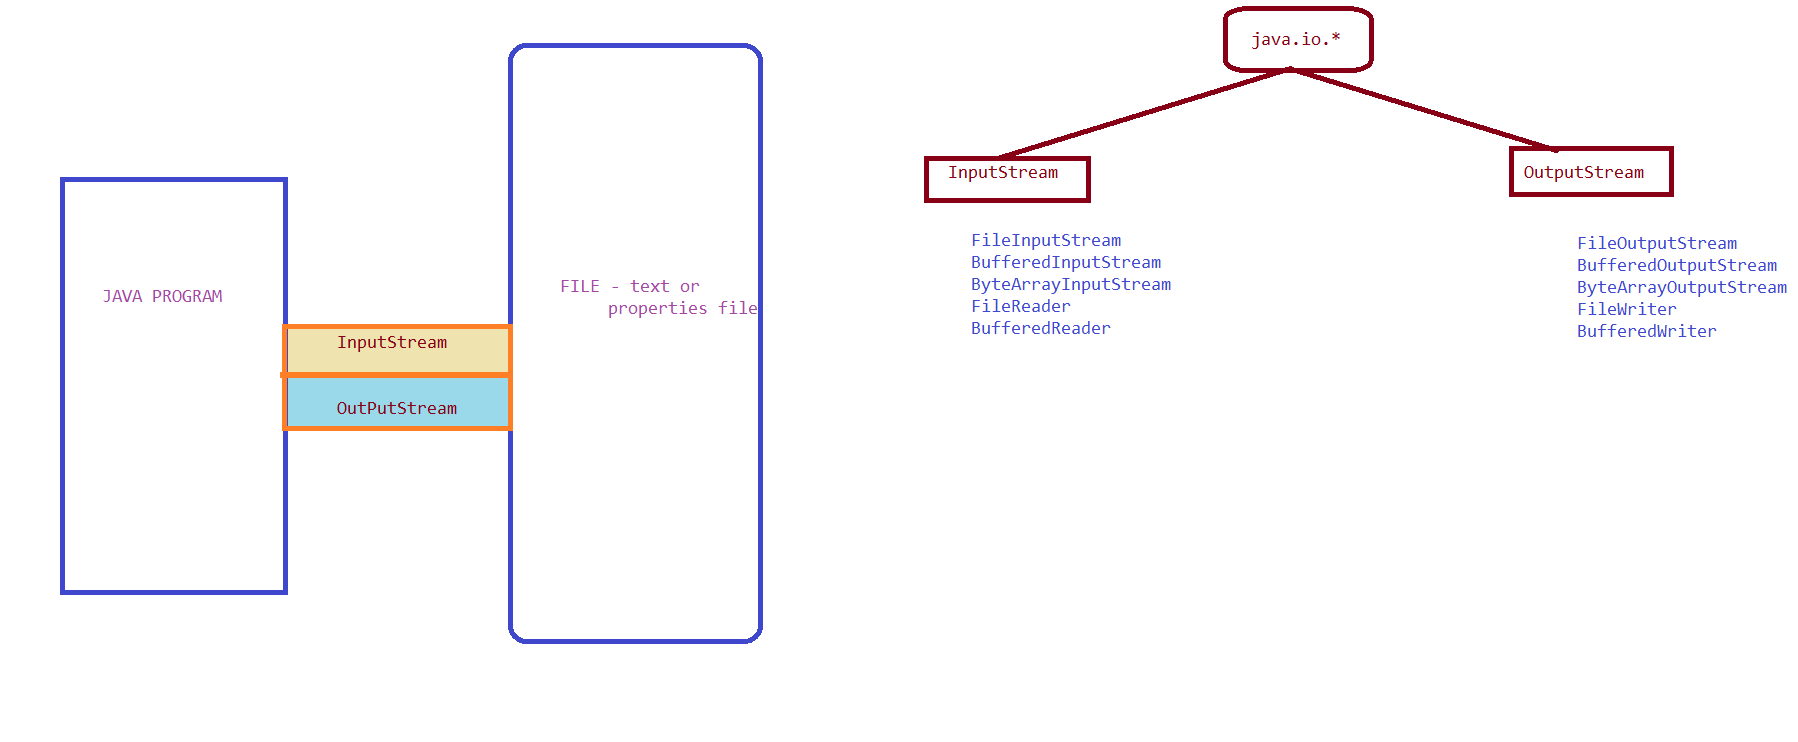 JAVA PROGRAM
InputStream
OutPutStream
FILE - text or
properties file
java.io.*
InputStream
FileInputStream
BufferedInputStream
ByteArrayInputStream
FileReader
BufferedReader
OutputStream
FileOutputStream
BufferedOutputStream
ByteArrayOutputStream
FileWriter
BufferedWriter